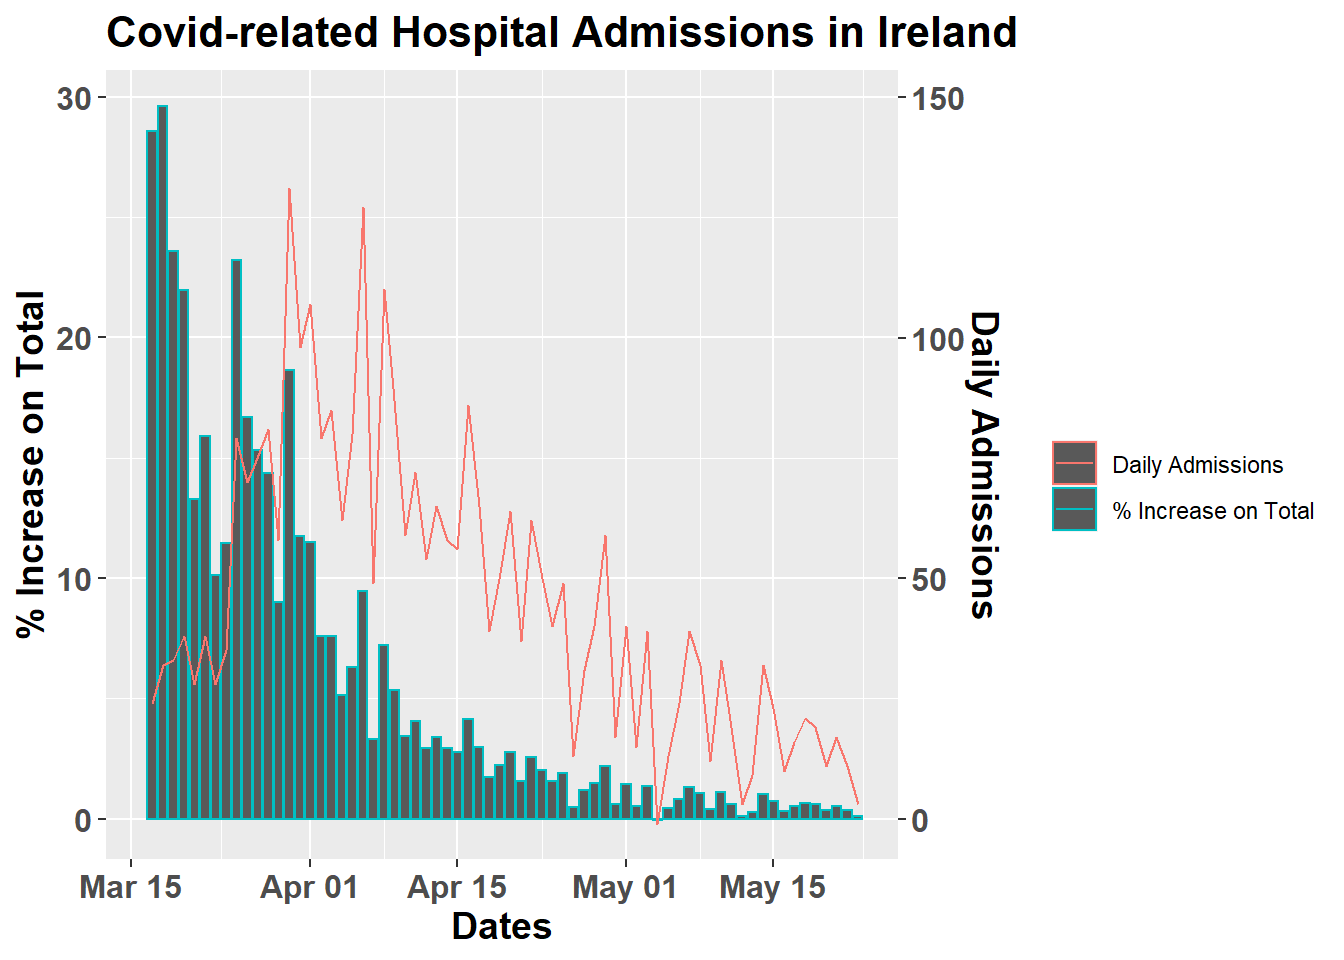 Covid-related Hospital Admissions in Ireland
% Increase on Total
30
20
10
0
150
100
50
0
Daily Admissions
Daily Admissions
% Increase on Total
Mar 15
Apr 01
Apr 15
May 01
May 15
Dates